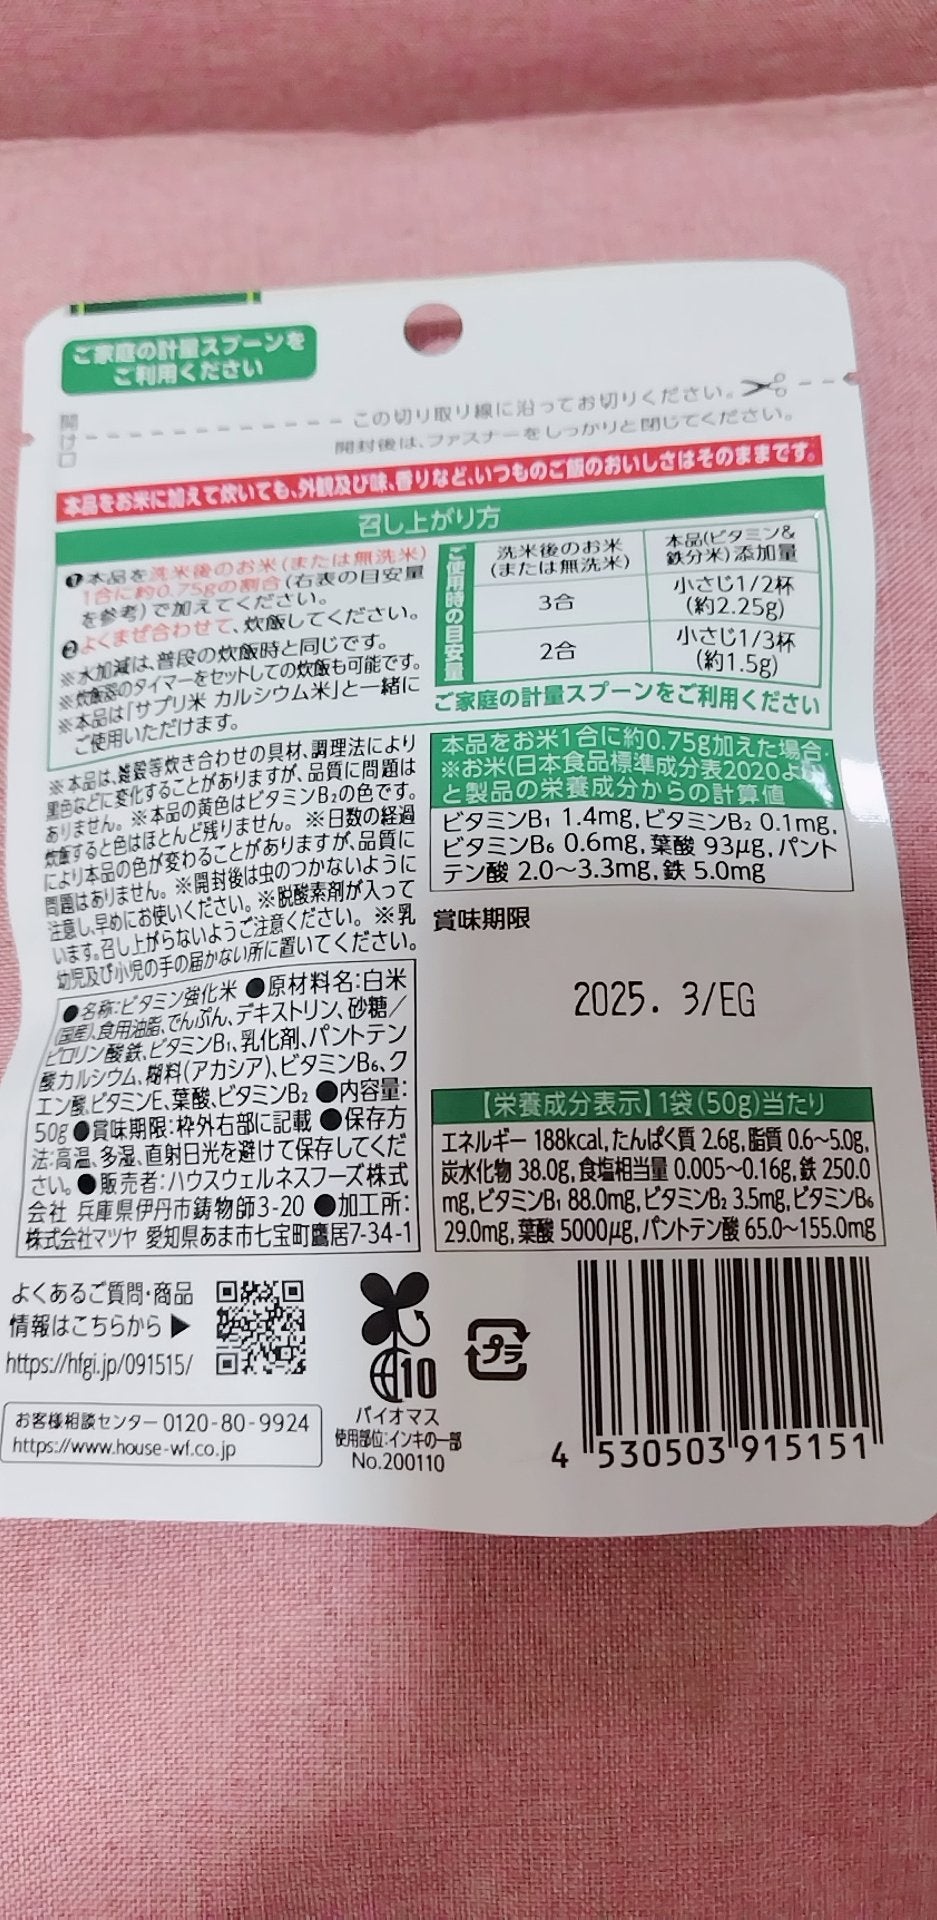 ご家庭の計量スプーンを
ご利用ください
開け口
この切り取り線に沿ってお切りください。
開封後は、ファスナーをしっかりと閉じてください。
本品をお米に加えて炊いても、外観及び味、香りなど、いつものご飯のおいしさはそのままです。
召し上がり方
❶本品を洗米後のお米(または無洗米)
1合に約0.75gの割合(右表の目安量
を参考)で加えてください。
❷よくまぜ合わせて、炊飯してください。
※水加減は、普段の炊飯時と同じです。
※炊飯器のタイマーをセットしての炊飯も可能です。
※本品は「サプリ米 カルシウム米」と一緒に
ご使用いただけます。
ご使用時の目安量
洗米後のお米
(または無洗米)
本品(ビタミン&
鉄分米)添加量
3合
小さじ1/2杯
(約2.25g)
2合
小さじ1/3杯
(約1.5g)
ご家庭の計量スプーンをご利用ください
※本品は、雑穀等炊き合わせの具材、調理法により
黒色などに変化することがありますが、品質に問題は
ありません。※本品の黄色はビタミンB₂の色です。
炊飯すると色はほとんど残りません。※日数の経過
により本品の色が変わることがありますが、品質に
問題はありません。※開封後は虫のつかないように
注意し、早めにお使いください。※脱酸素剤が入って
います。召し上がらないようご注意ください。※乳
幼児及び小児の手の届かない所に置いてください。
本品をお米1合に約0.75g加えた場合
※お米(日本食品標準成分表2020より)
と製品の栄養成分からの計算値
ビタミンB₁ 1.4mg、ビタミンB₂ 0.1mg、
ビタミンB₆ 0.6mg、葉酸 93μg、パント
テン酸 2.0~3.3mg、鉄 5.0mg
賞味期限
2025. 3/EG
●名称:ビタミン強化米 ●原材料名:白米
(国産)、食用油脂、でんぷん、デキストリン、砂糖/
ピロリン酸鉄、ビタミンB₁、乳化剤、パントテン
酸カルシウム、糊料(アカシア)、ビタミンB₆、ク
エン酸、ビタミンE、葉酸、ビタミンB₂ ●内容量:
50g ●賞味期限:枠外右部に記載 ●保存方
法:高温、多湿、直射日光を避けて保存してくだ
さい。●販売者:ハウスウェルネスフーズ株式
会社 兵庫県伊丹市鋳物師3-20 ●加工所:
株式会社マツヤ 愛知県あま市七宝町鷹居7-34-1
【栄養成分表示】1袋(50g)当たり
エネルギー 188kcal、たんぱく質 2.6g、脂質 0.6~5.0g、
炭水化物 38.0g、食塩相当量 0.005~0.16g、鉄 250.0
mg、ビタミンB₁ 88.0mg、ビタミンB₂ 3.5mg、ビタミンB₆
29.0mg、葉酸 5000μg、パントテン酸 65.0~155.0mg
よくあるご質問・商品
情報はこちらから▶
https://hfgi.jp/091515/
お客様相談センター 0120-80-9924
https://www.house-wf.co.jp
10
バイオマス
使用部位:インキの一部
No.200110
プラ
4 530503 915151